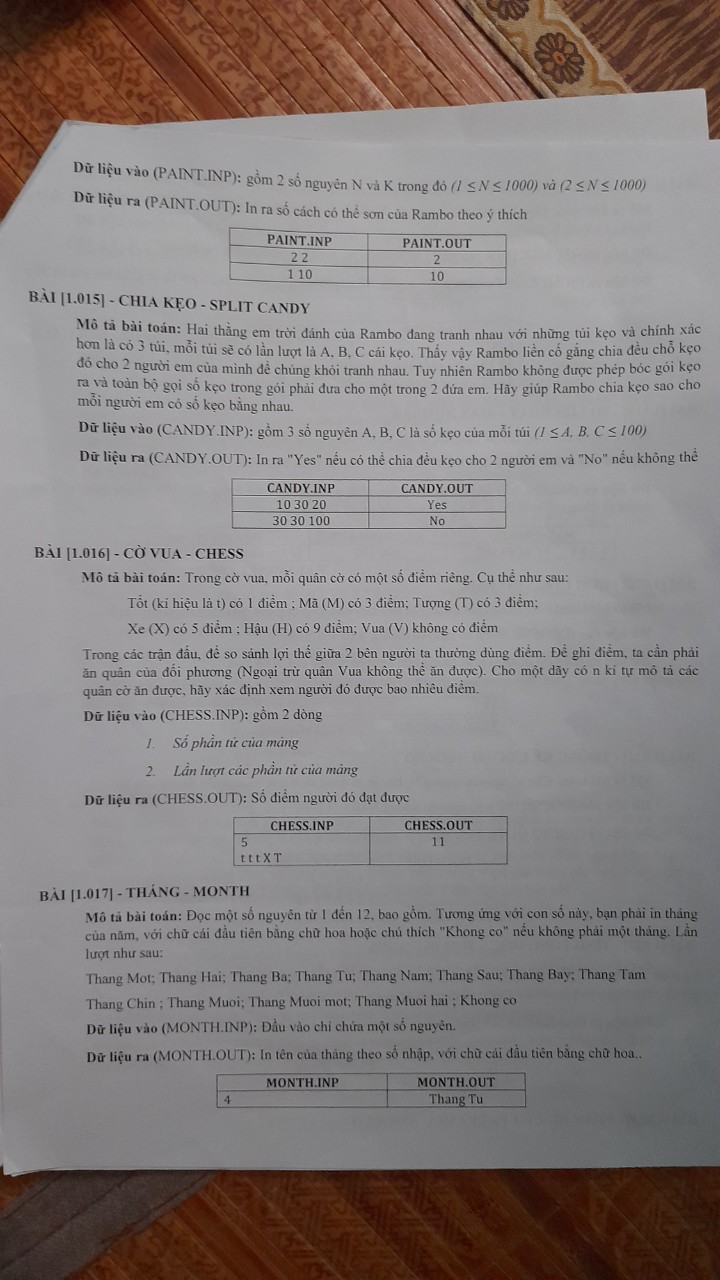 Dữ liệu vào (PAINT.INP): gồm 2 số nguyên N và K trong đó (1 ≤ N ≤ 1000) và (2 ≤ N ≤ 1000)
Dữ liệu ra (PAINT.OUT): In ra số cách có thể sơn của Rambo theo ý thích
PAINT.INP PAINT.OUT
2 2 2
1 10 10
BÀI [1.015] - CHIA KẸO - SPLIT CANDY
Mô tả bài toán: Hai thằng em trời đánh của Rambo đang tranh nhau với những túi kẹo và chính xác
hơn là có 3 túi, mỗi túi sẽ có lần lượt là A, B, C cái kẹo. Thấy vậy Rambo liền cố gắng chia đều chỗ kẹo
đó cho 2 người em của mình để chúng khỏi tranh nhau. Tuy nhiên Rambo không được phép bóc gói kẹo
ra và toàn bộ gọi số kẹo trong gói phải đưa cho một trong 2 đứa em. Hãy giúp Rambo chia kẹo sao cho
mỗi người em có số kẹo bằng nhau.
Dữ liệu vào (CANDY.INP): gồm 3 số nguyên A, B, C là số kẹo của mỗi túi (1 ≤ A, B, C ≤ 100)
Dữ liệu ra (CANDY.OUT): In ra "Yes" nếu có thể chia đều kẹo cho 2 người em và "No" nếu không thể
CANDY.INP CANDY.OUT
10 30 20 Yes
30 30 100 No
BÀI [1.016] - CỜ VUA - CHESS
Mô tả bài toán: Trong cờ vua, mỗi quân cờ có một số điểm riêng. Cụ thể như sau:
Tốt (kí hiệu là t) có 1 điểm ; Mã (M) có 3 điểm; Tượng (T) có 3 điểm;
Xe (X) có 5 điểm ; Hậu (H) có 9 điểm; Vua (V) không có điểm
Trong các trận đấu, để so sánh lợi thế giữa 2 bên người ta thường dùng điểm. Để ghi điểm, ta cần phải
ăn quân của đối phương (Ngoại trừ quân Vua không thể ăn được). Cho một dãy có n kí tự mô tả các
quân cờ ăn được, hãy xác định xem người đó được bao nhiêu điểm.
Dữ liệu vào (CHESS.INP): gồm 2 dòng
1. Số phần tử của mảng
2. Lần lượt các phần tử của mảng
Dữ liệu ra (CHESS.OUT): Số điểm người đó đạt được
CHESS.INP CHESS.OUT
5 11
t t t X T
BÀI [1.017] - THÁNG - MONTH
Mô tả bài toán: Đọc một số nguyên từ 1 đến 12, bao gồm. Tương ứng với con số này, bạn phải in tháng
của năm, với chữ cái đầu tiên bằng chữ hoa hoặc chú thích "Khong co" nếu không phải một tháng. Lần
lượt như sau:
Thang Mot; Thang Hai; Thang Ba; Thang Tu; Thang Nam; Thang Sau; Thang Bay; Thang Tam
Thang Chin ; Thang Muoi; Thang Muoi mot; Thang Muoi hai ; Khong co
Dữ liệu vào (MONTH.INP): Đầu vào chỉ chứa một số nguyên.
Dữ liệu ra (MONTH.OUT): In tên của tháng theo số nhập, với chữ cái đầu tiên bằng chữ hoa..
MONTH.INP MONTH.OUT
4 Thang Tu